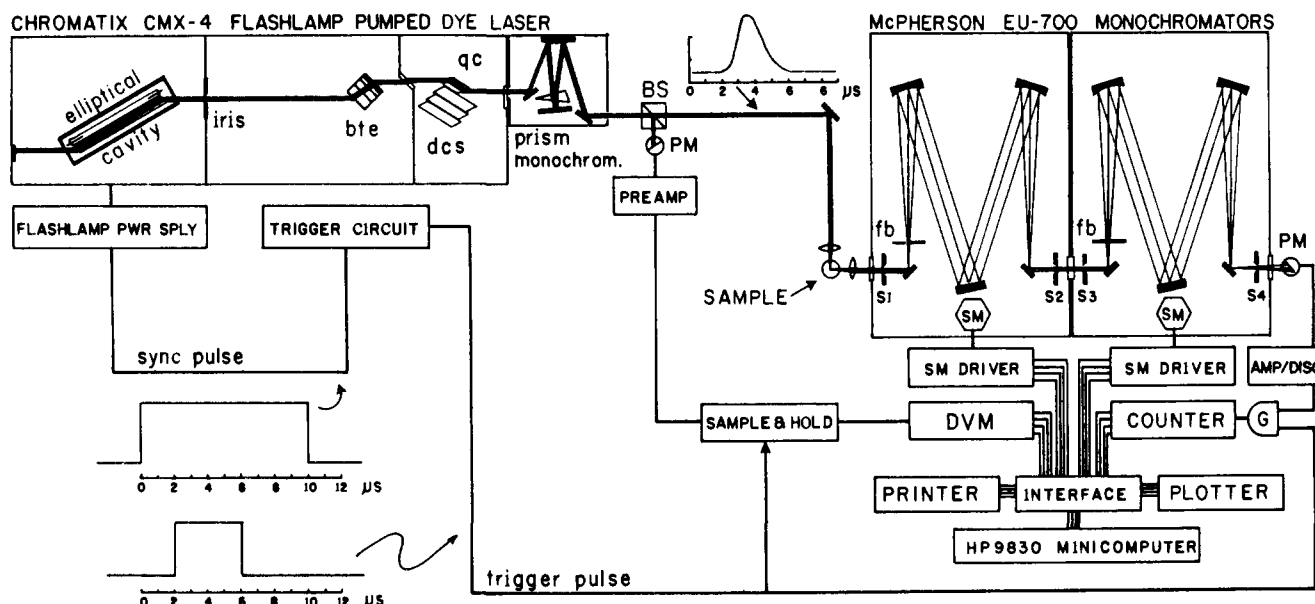 CHROMATIX CMX-4 FLASHLAMP PUMPED DYE LASER
McPHERSON EU-700 MONOCHROMATORS
elliptical
cavity
iris
bte
qc
dcs
prism
monochrom.
BS
PM
0 2 4 6 8 µs
PREAMP
FLASHLAMP PWR SPLY
TRIGGER CIRCUIT
SAMPLE
fb
S1
S2
SM
fb
S3
S4
SM
PM
sync pulse
SM DRIVER
SM DRIVER
AMP/DISC
SAMPLE & HOLD
DVM
COUNTER
G
0 2 4 6 8 10 12 µs
PRINTER
INTERFACE
PLOTTER
HP9830 MINICOMPUTER
trigger pulse
0 2 4 6 8 10 12 µs